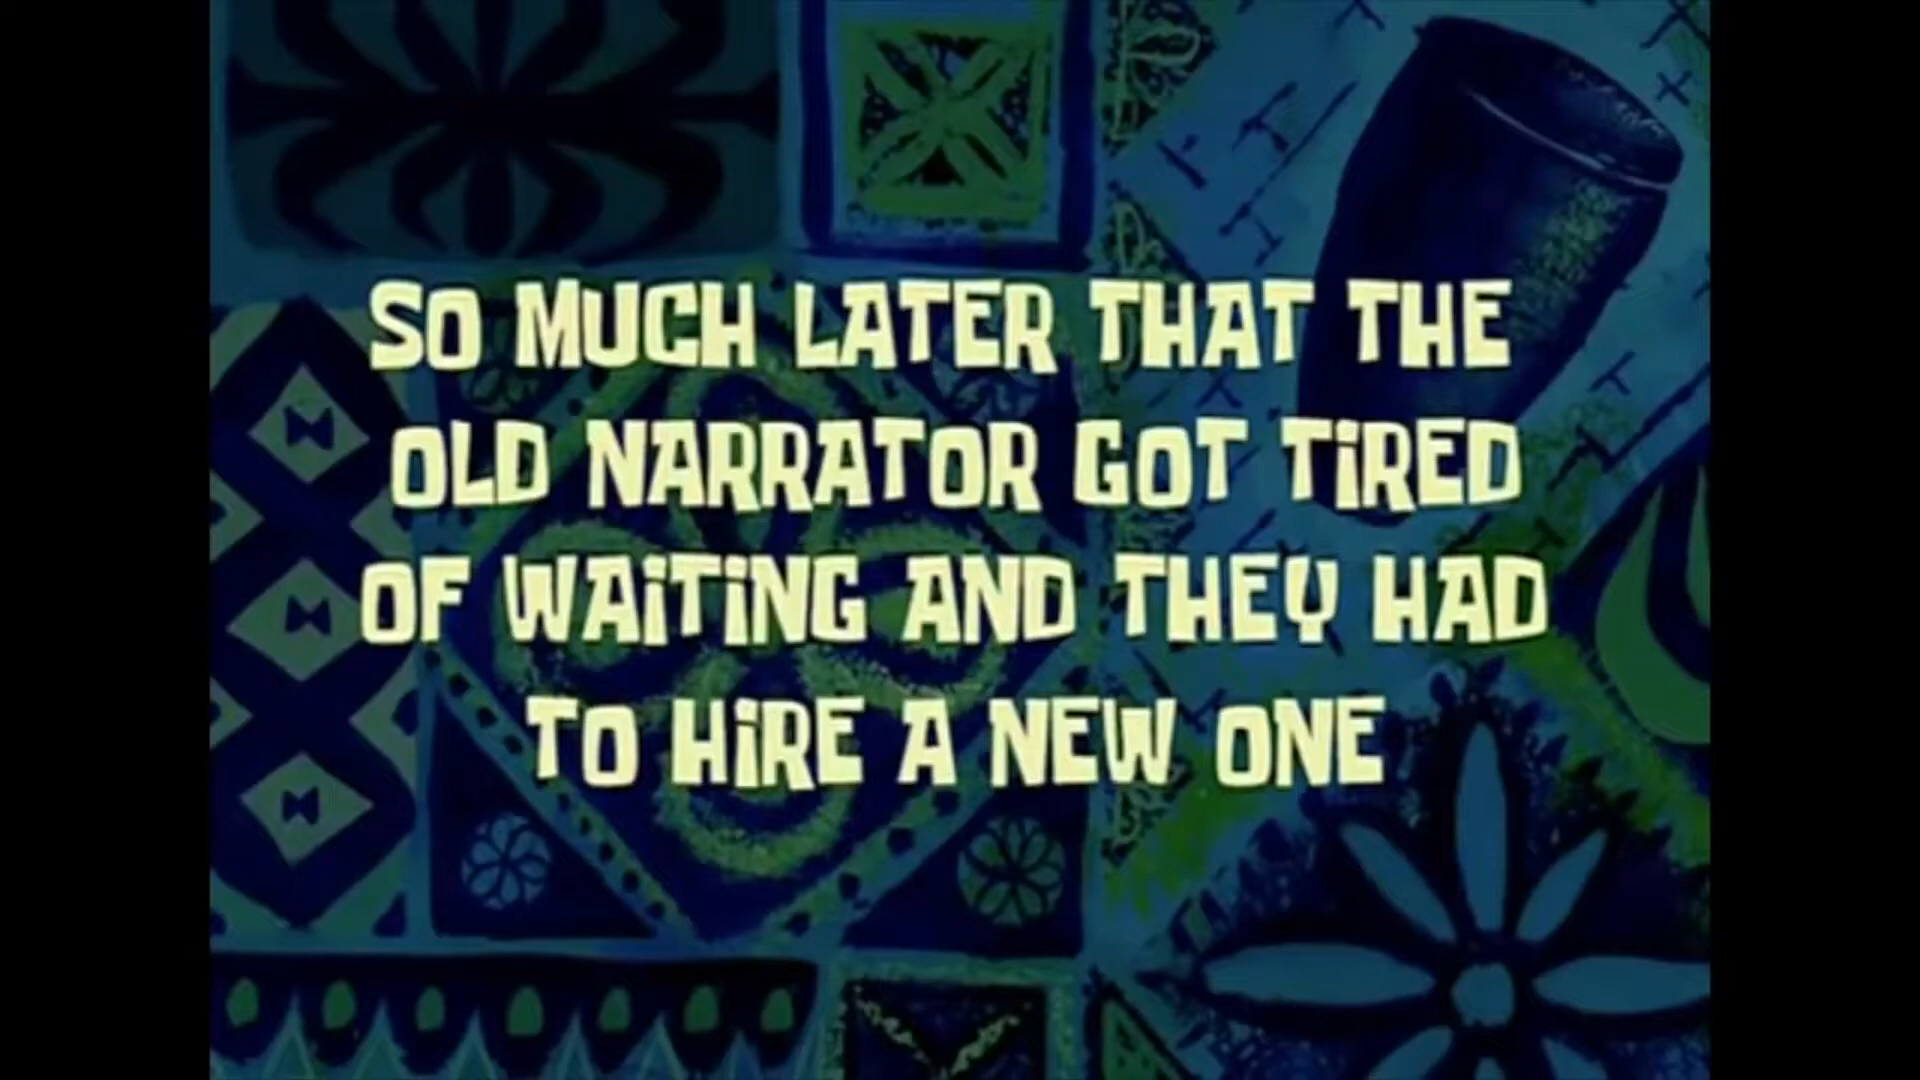 SO MUCH LATER THAT THE
OLD NARRATOR GOT TiRED
OF WAiTiNG AND THEY HAD
TO HiRE A NEW ONE